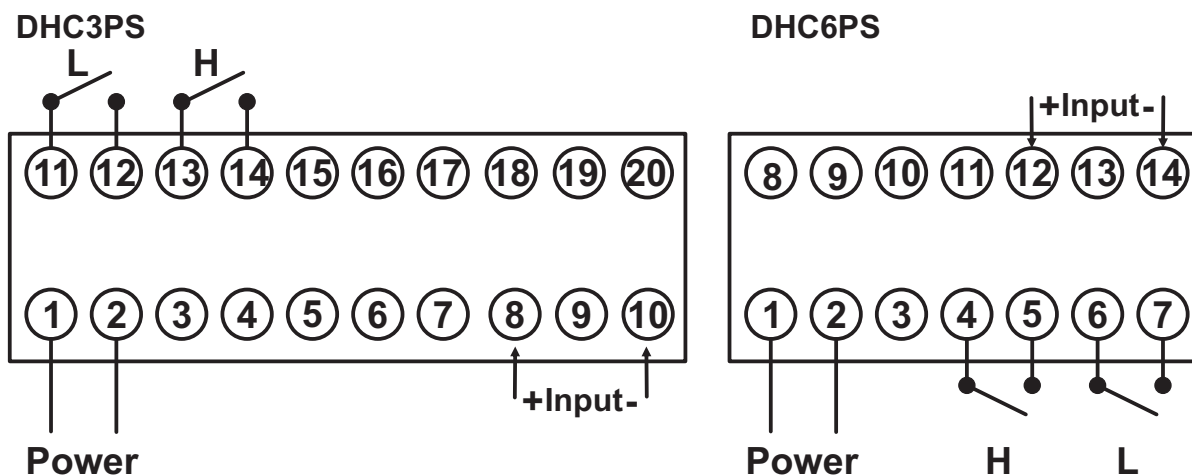 DHC3PS
L H
11 12 13 14 15 16 17 18 19 20
1 2 3 4 5 6 7 8 9 10
+Input-
Power
DHC6PS
+Input-
8 9 10 11 12 13 14
1 2 3 4 5 6 7
Power H L